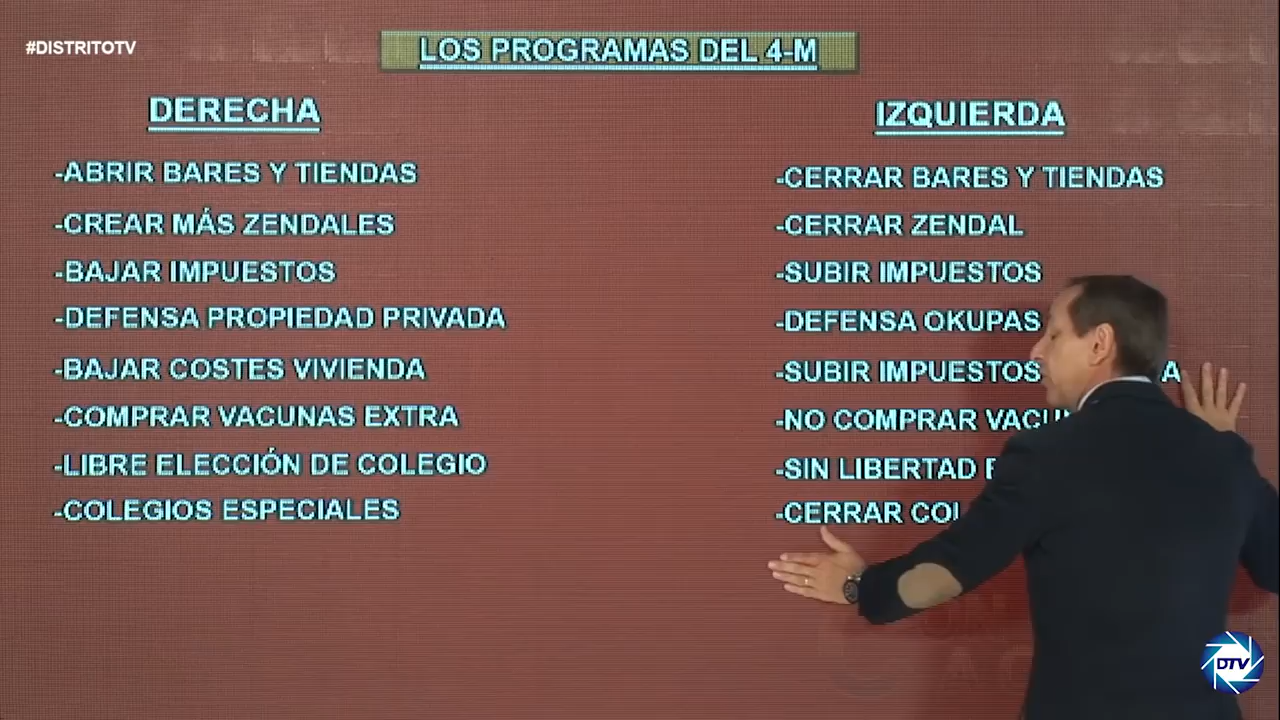 #DISTRITOTV
LOS PROGRAMAS DEL 4-M
DERECHA
-ABRIR BARES Y TIENDAS
-CREAR MÁS ZENDALES
-BAJAR IMPUESTOS
-DEFENSA PROPIEDAD PRIVADA
-BAJAR COSTES VIVIENDA
-COMPRAR VACUNAS EXTRA
-LIBRE ELECCIÓN DE COLEGIO
-COLEGIOS ESPECIALES
IZQUIERDA
-CERRAR BARES Y TIENDAS
-CERRAR ZENDAL
-SUBIR IMPUESTOS
-DEFENSA OKUPAS
-SUBIR IMPUESTOS
-NO COMPRAR
-SIN LIBERTAD
-CERRAR
DTV